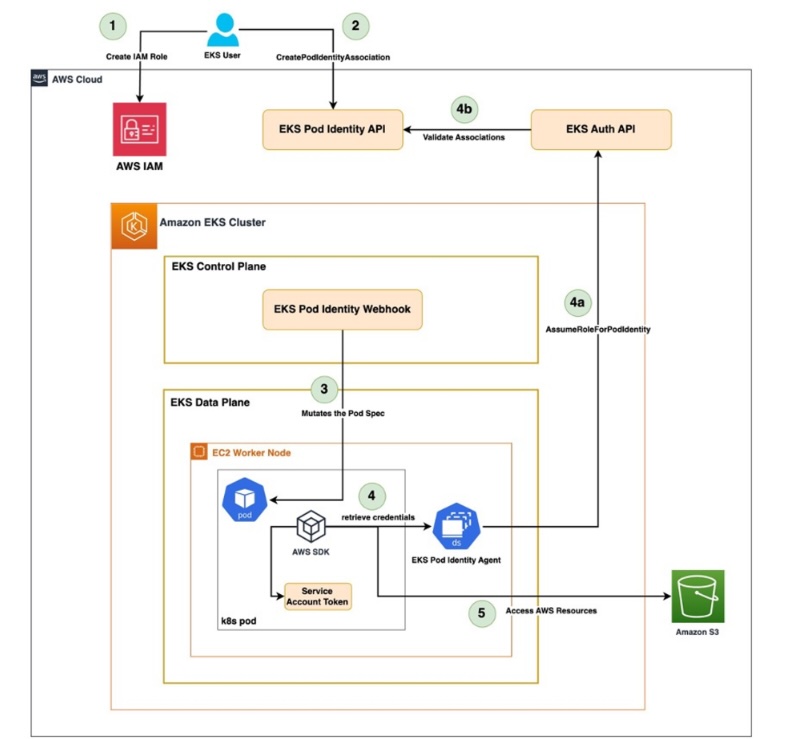 1
2
Create IAM Role
EKS User
CreatePodIdentityAssociation
aws
AWS Cloud
4b
EKS Pod Identity API
EKS Auth API
Validate Associations
AWS IAM
K
Amazon EKS Cluster
EKS Control Plane
EKS Pod Identity Webhook
4a
AssumeRoleForPodIdentity
3
EKS Data Plane
Mutates the Pod Spec
EC2 Worker Node
pod
4
retrieve credentials
AWS SDK
ds
EKS Pod Identity Agent
Service
Account Token
k8s pod
5
Access AWS Resources
Amazon S3